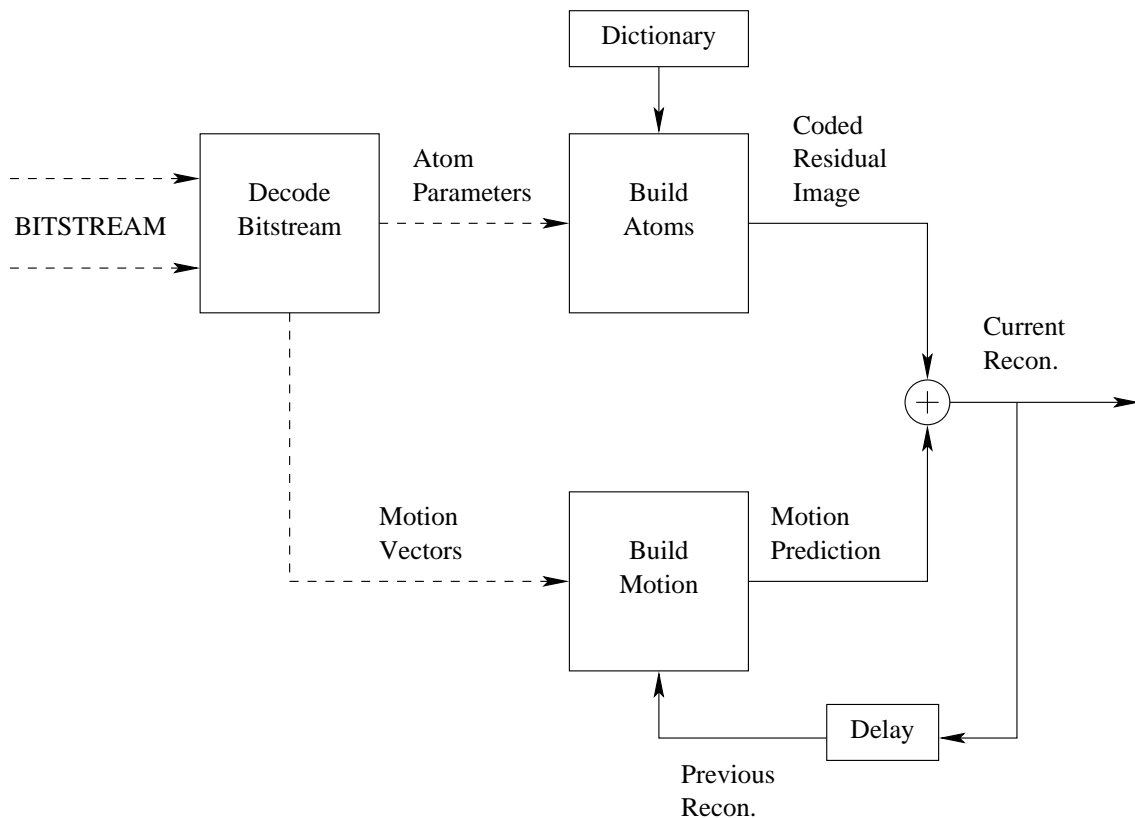 Dictionary
Coded
Residual
Image
Atom
Parameters
Decode
Bitstream
Build
Atoms
BITSTREAM
Current
Recon.
+
Motion
Vectors
Build
Motion
Motion
Prediction
Delay
Previous
Recon.